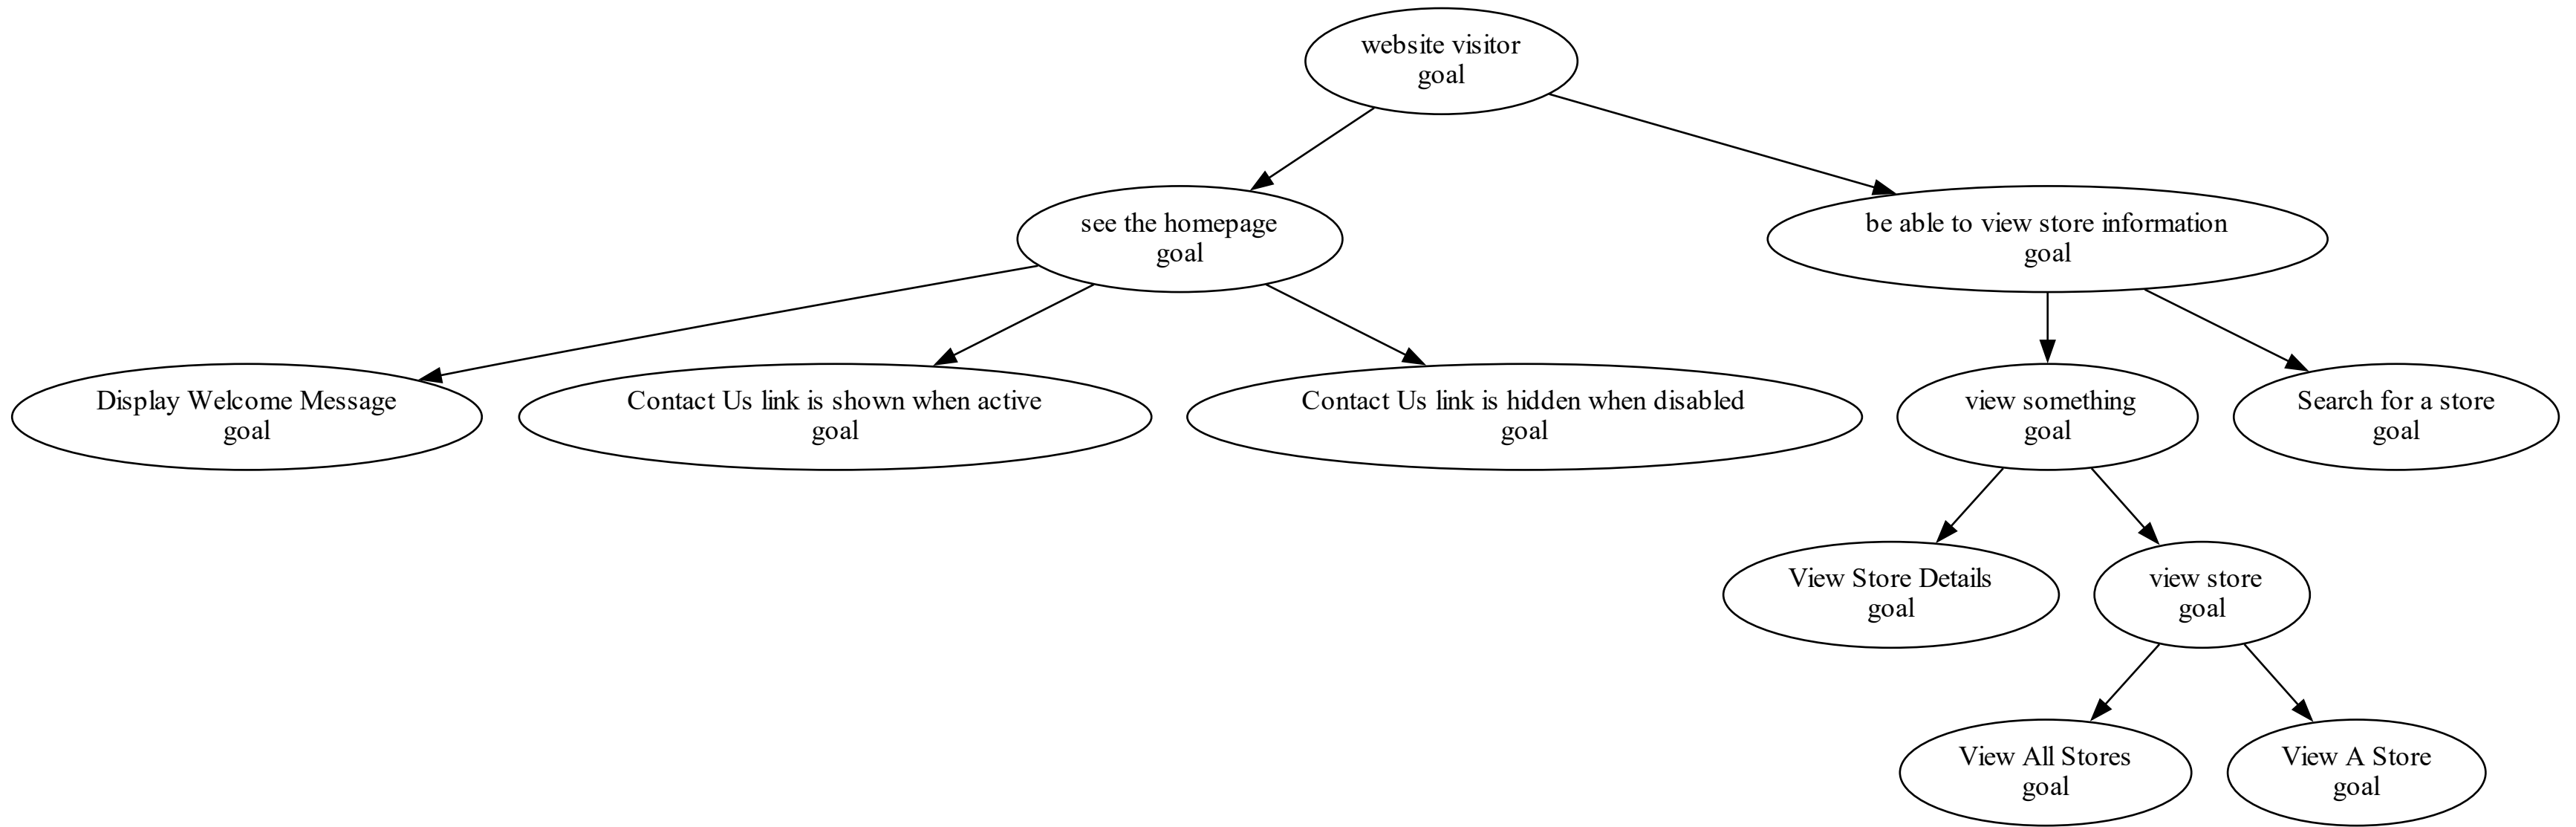 website visitor
goal
see the homepage
goal
be able to view store information
goal
Display Welcome Message
goal
Contact Us link is shown when active
goal
Contact Us link is hidden when disabled
goal
view something
goal
Search for a store
goal
View Store Details
goal
view store
goal
View All Stores
goal
View A Store
goal